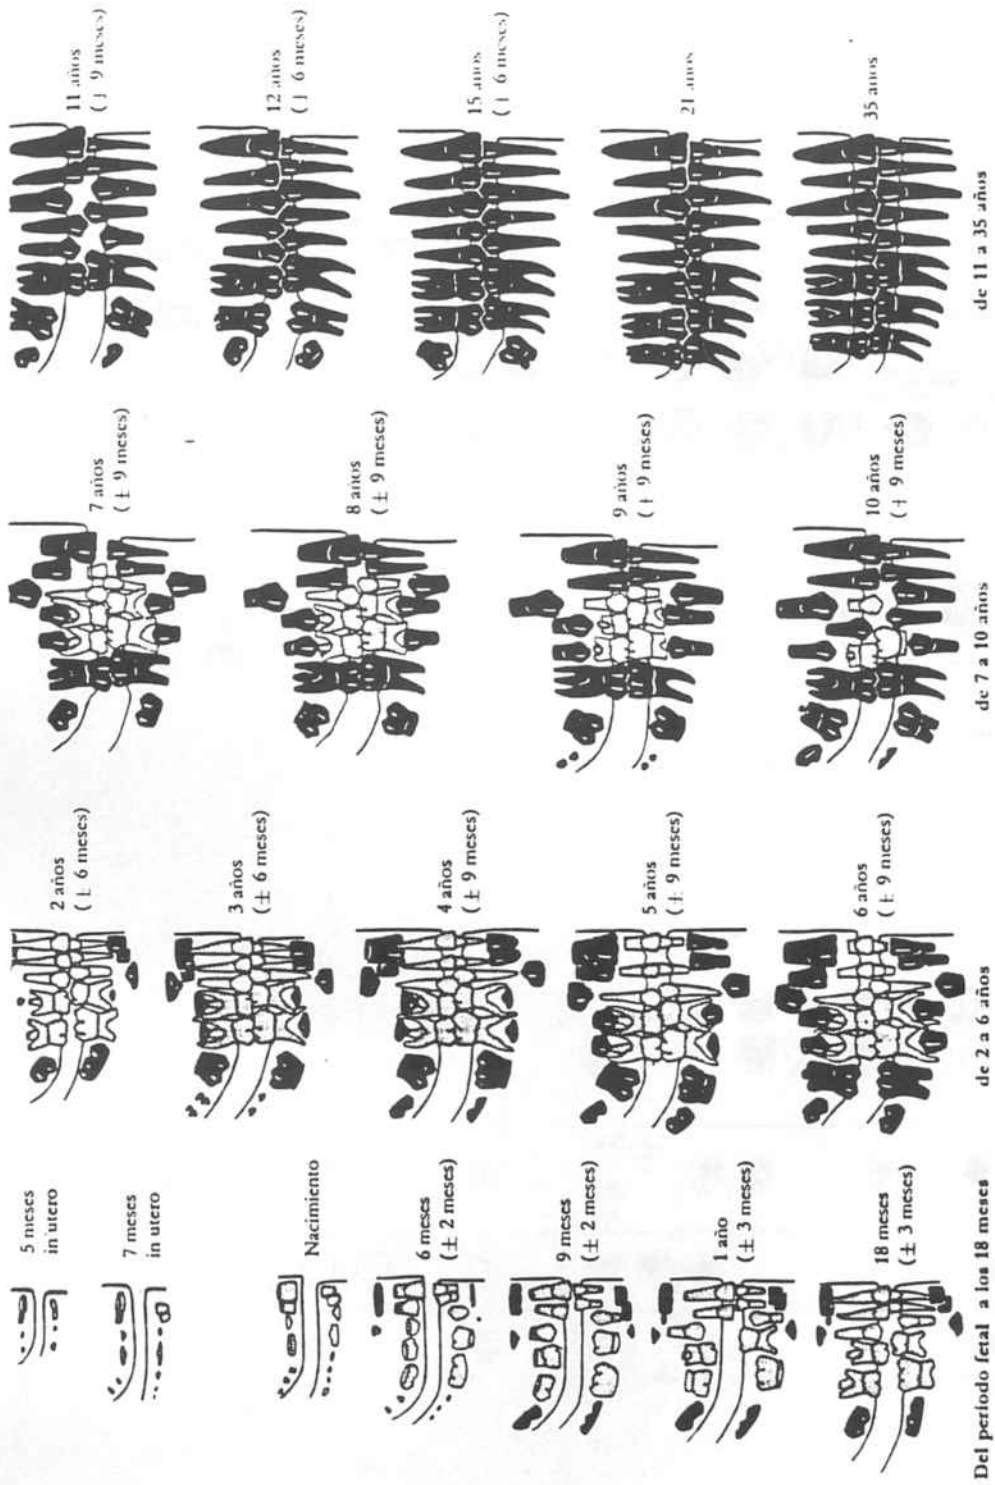 5 meses
in utero
7 meses
in utero
Nacimiento
6 meses
(± 2 meses)
9 meses
(± 2 meses)
1 año
(± 3 meses)
18 meses
(± 3 meses)
Del periodo fetal a los 18 meses
2 años
(± 6 meses)
3 años
(± 6 meses)
4 años
(± 9 meses)
5 años
(± 9 meses)
6 años
(± 9 meses)
de 2 a 6 años
7 años
(± 9 meses)
8 años
(± 9 meses)
9 años
(± 9 meses)
10 años
(± 9 meses)
de 7 a 10 años
11 años
(± 9 meses)
12 años
(± 6 meses)
15 años
(± 6 meses)
21 años
35 años
de 11 a 35 años